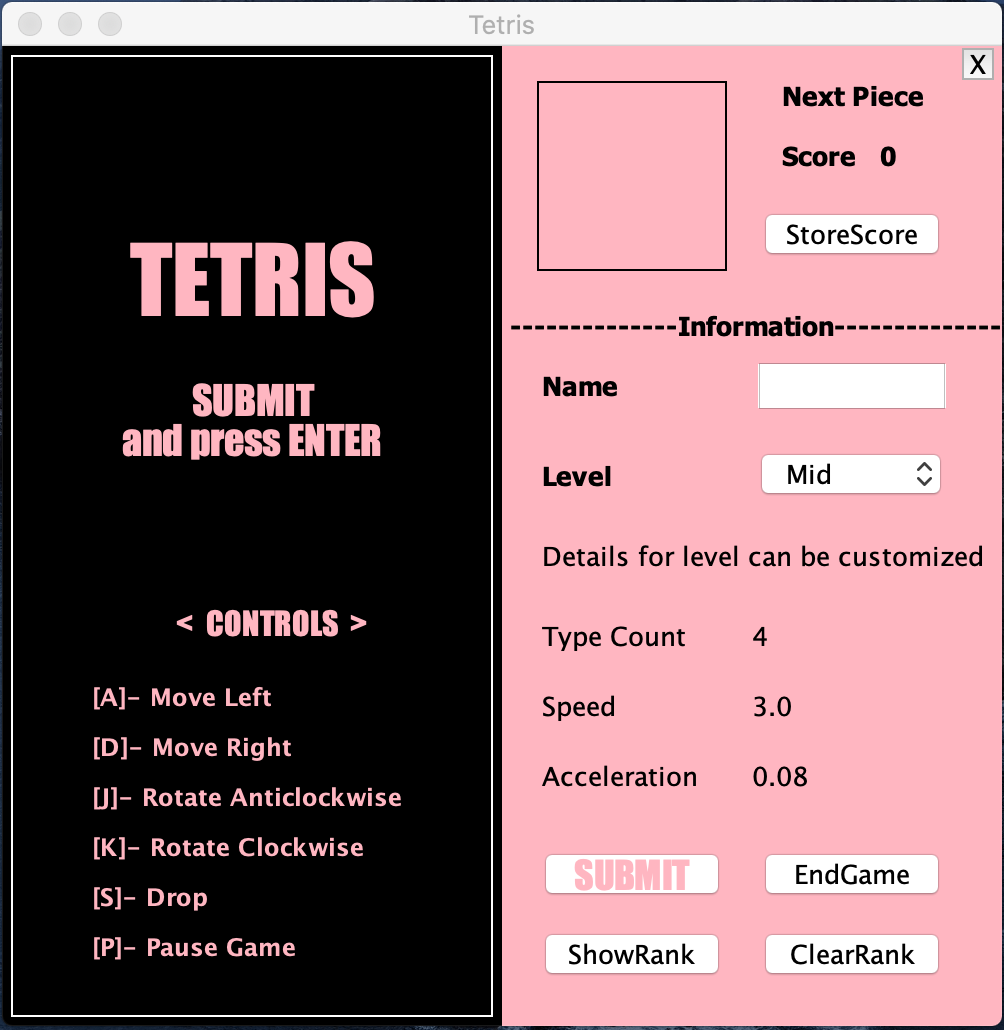 Tetris
X
TETRIS
SUBMIT
and press ENTER
< CONTROLS >
[A]- Move Left
[D]- Move Right
[J]- Rotate Anticlockwise
[K]- Rotate Clockwise
[S]- Drop
[P]- Pause Game
Next Piece
Score 0
StoreScore
--------------Information--------------
Name
Level Mid
Details for level can be customized
Type Count 4
Speed 3.0
Acceleration 0.08
SUBMIT EndGame
ShowRank ClearRank